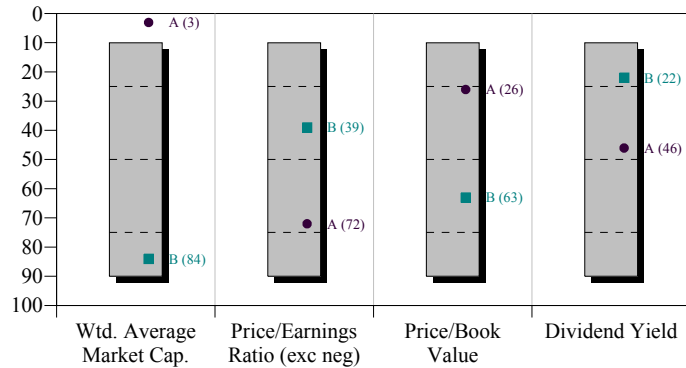 0
10
20
30
40
50
60
70
80
90
100
A (3)
B (84)
B (39)
A (72)
A (26)
B (63)
B (22)
A (46)
Wtd. Average
Market Cap.
Price/Earnings
Ratio (exc neg)
Price/Book
Value
Dividend Yield